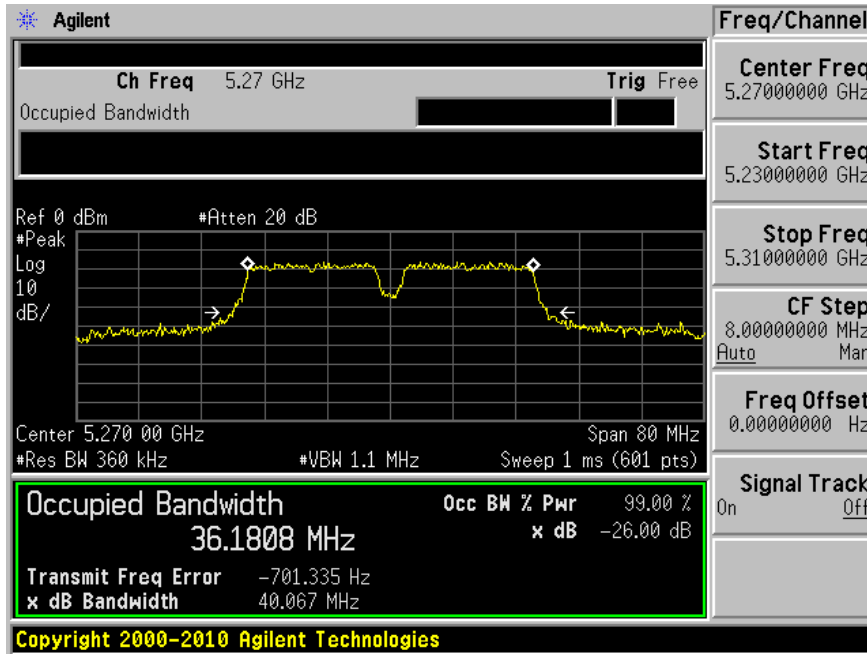 Agilent
Freq/Channel
Ch Freq 5.27 GHz Trig Free
Occupied Bandwidth
Center Freq
5.27000000 GHz
Start Freq
5.23000000 GHz
Stop Freq
5.31000000 GHz
CF Step
8.00000000 MHz
Auto Man
Freq Offset
0.00000000 Hz
Signal Track
On Off
Ref 0 dBm #Atten 20 dB
#Peak
Log
10
dB/
Center 5.270 00 GHz Span 80 MHz
#Res BW 360 kHz #VBW 1.1 MHz Sweep 1 ms (601 pts)
Occupied Bandwidth Occ BW % Pwr 99.00 %
36.1808 MHz x dB -26.00 dB
Transmit Freq Error -701.335 Hz
x dB Bandwidth 40.067 MHz
Copyright 2000-2010 Agilent Technologies